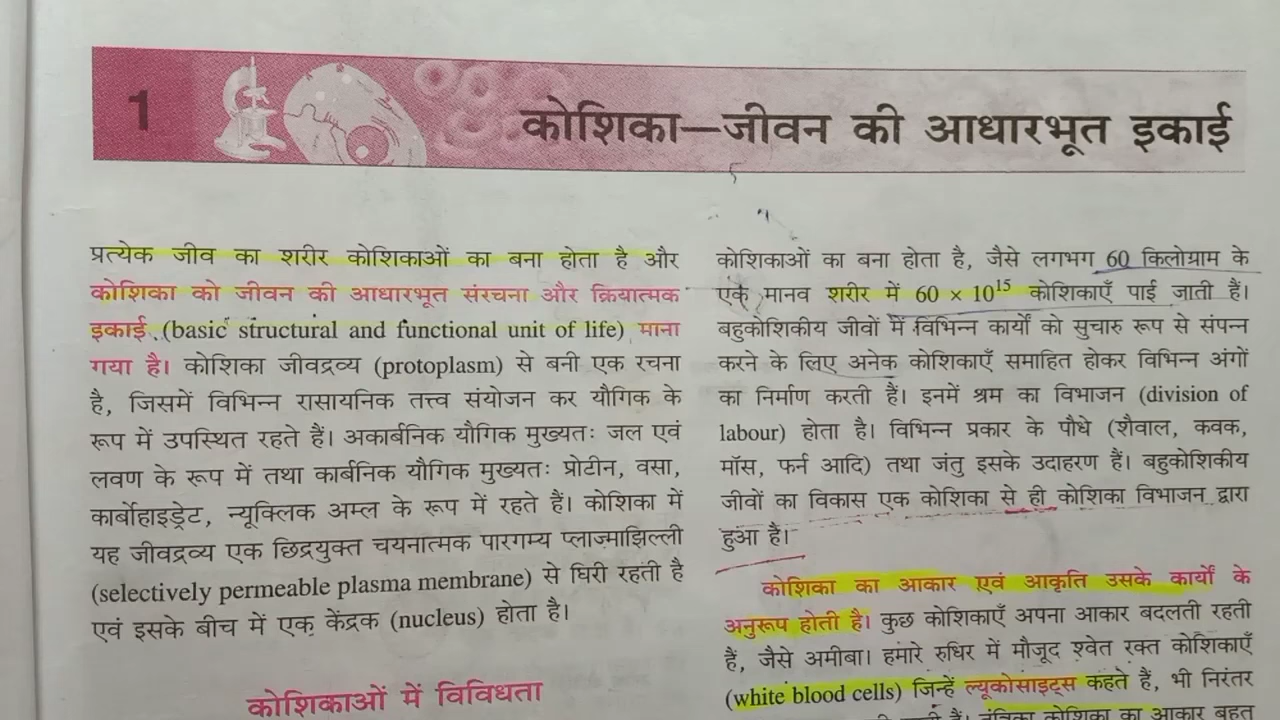 1
कोशिका—जीवन की आधारभूत इकाई
प्रत्येक जीव का शरीर कोशिकाओं का बना होता है और
कोशिका को जीवन की आधारभूत संरचना और क्रियात्मक
इकाई (basic structural and functional unit of life) माना
गया है। कोशिका जीवद्रव्य (protoplasm) से बनी एक रचना
है, जिसमें विभिन्न रासायनिक तत्त्व संयोजन कर यौगिक के
रूप में उपस्थित रहते हैं। अकार्बनिक यौगिक मुख्यतः जल एवं
लवण के रूप में तथा कार्बनिक यौगिक मुख्यतः प्रोटीन, वसा,
कार्बोहाइड्रेट, न्यूक्लिक अम्ल के रूप में रहते हैं। कोशिका में
यह जीवद्रव्य एक छिद्रयुक्त चयनात्मक पारगम्य प्लाज्माझिल्ली
(selectively permeable plasma membrane) से घिरी रहती है
एवं इसके बीच में एक केंद्रक (nucleus) होता है।
कोशिकाओं में विविधता
कोशिकाओं का बना होता है, जैसे लगभग 60 किलोग्राम के
एक मानव शरीर में 60 × 10¹⁵ कोशिकाएँ पाई जाती हैं।
बहुकोशिकीय जीवों में विभिन्न कार्यों को सुचारु रूप से संपन्न
करने के लिए अनेक कोशिकाएँ समाहित होकर विभिन्न अंगों
का निर्माण करती हैं। इनमें श्रम का विभाजन (division of
labour) होता है। विभिन्न प्रकार के पौधे (शैवाल, कवक,
मॉस, फर्न आदि) तथा जंतु इसके उदाहरण हैं। बहुकोशिकीय
जीवों का विकास एक कोशिका से ही कोशिका विभाजन द्वारा
हुआ है।
कोशिका का आकार एवं आकृति उसके कार्यों के
अनुरूप होती है। कुछ कोशिकाएँ अपना आकार बदलती रहती
हैं, जैसे अमीबा। हमारे रुधिर में मौजूद श्वेत रक्त कोशिकाएँ
(white blood cells) जिन्हें ल्यूकोसाइट्स कहते हैं, भी निरंतर
हैं। तंत्रिका कोशिका का आकार बहुत